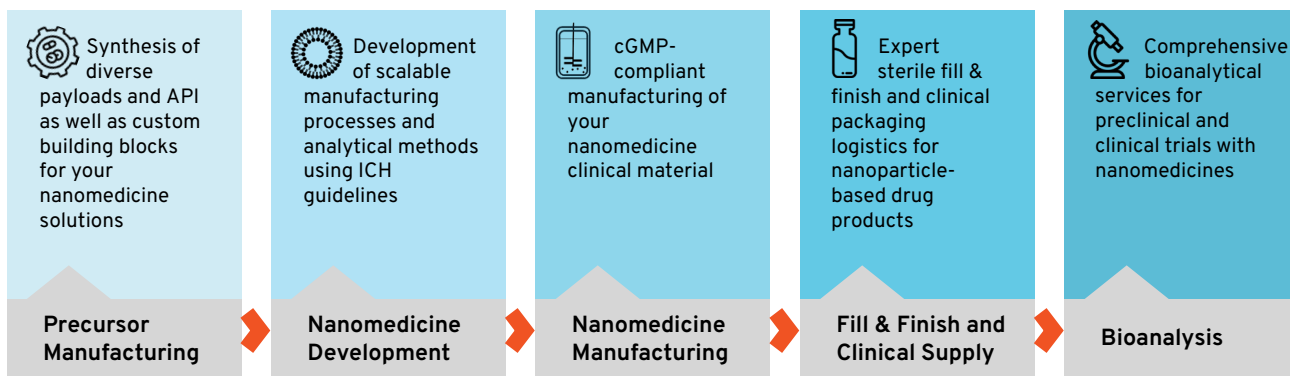 Synthesis of
diverse
payloads and API
as well as custom
building blocks
for your
nanomedicine
solutions
Precursor
Manufacturing
Development
of scalable
manufacturing
processes and
analytical methods
using ICH
guidelines
Nanomedicine
Development
cGMP-
compliant
manufacturing of
your
nanomedicine
clinical material
Nanomedicine
Manufacturing
Expert
sterile fill &
finish and clinical
packaging
logistics for
nanoparticle-
based drug
products
Fill & Finish and
Clinical Supply
Comprehensive
bioanalytical
services for
preclinical and
clinical trials with
nanomedicines
Bioanalysis